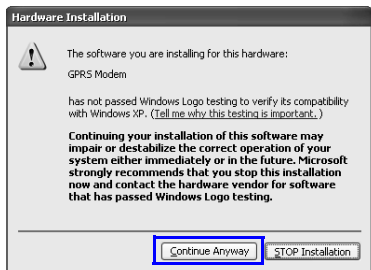 Hardware Installation
The software you are installing for this hardware:
GPRS Modem
has not passed Windows Logo testing to verify its compatibility
with Windows XP. (Tell me why this testing is important. )
Continuing your installation of this software may
impair or destabilize the correct operation of your
system either immediately or in the future. Microsoft
strongly recommends that you stop this installation
now and contact the hardware vendor for software
that has passed Windows Logo testing.
Continue Anyway
STOP Installation